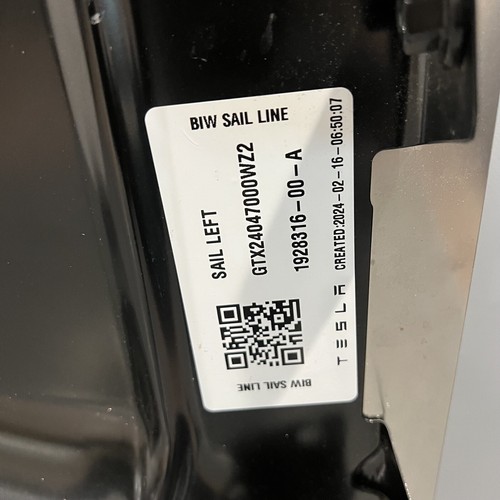 BIW SAIL LINE
SAIL LEFT
GTX24047000WZ2
1928316-00-A
CREATED:2024-02-16-06:50:07
TESLA
BIW SAIL LINE